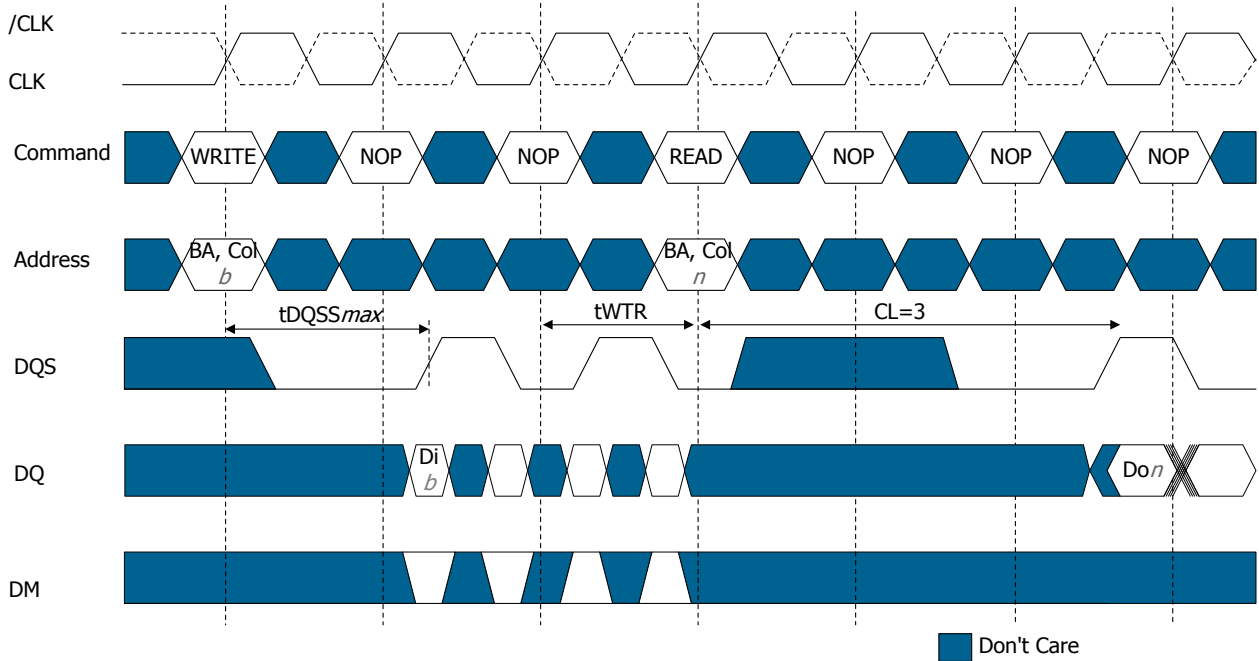 /CLK
CLK
Command
WRITE
NOP
NOP
READ
NOP
NOP
NOP
Address
BA, Col
b
BA, Col
n
tDQSSmax
tWTR
CL=3
DQS
DQ
Di
b
Don
DM
Don't Care